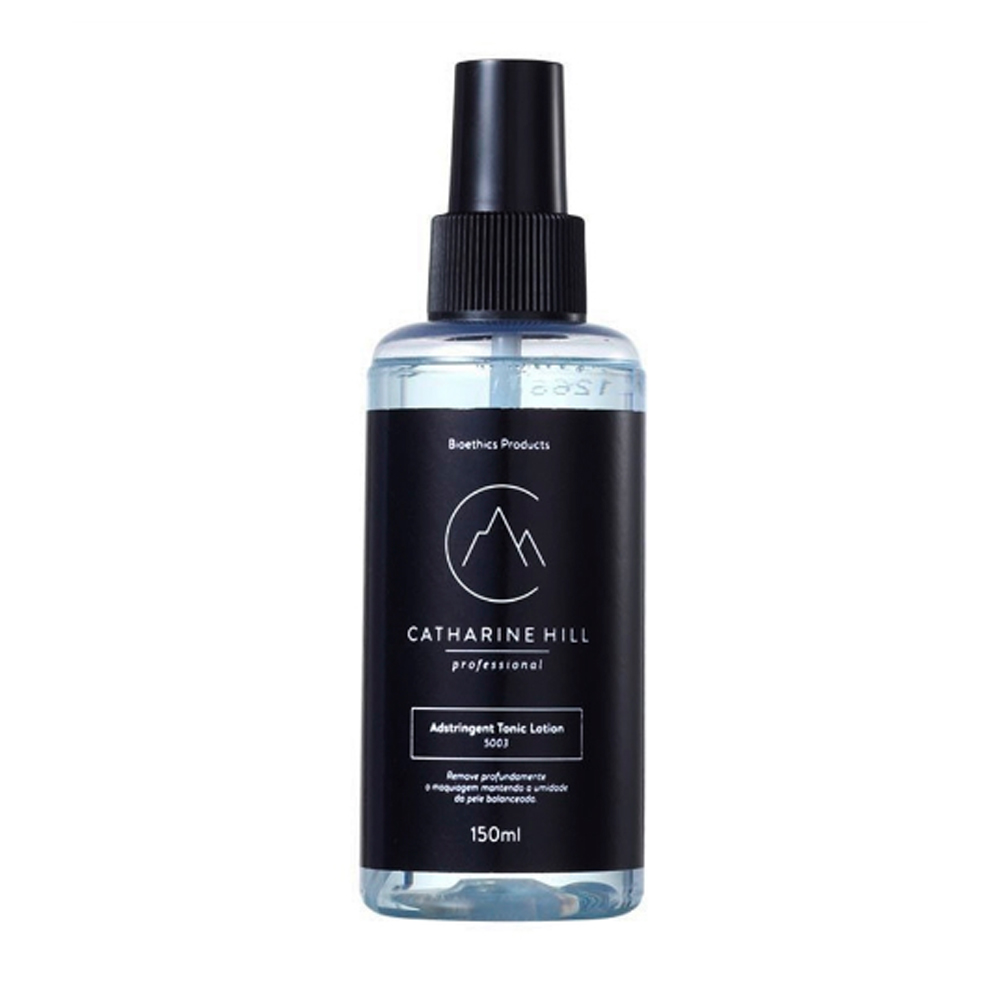 Bioethics Products
CATHARINE HILL
professional
Adstringent Tonic Lotion
5003
Remove profundamente
a maquiagem mantendo a umidade
da pele balanceada.
150ml